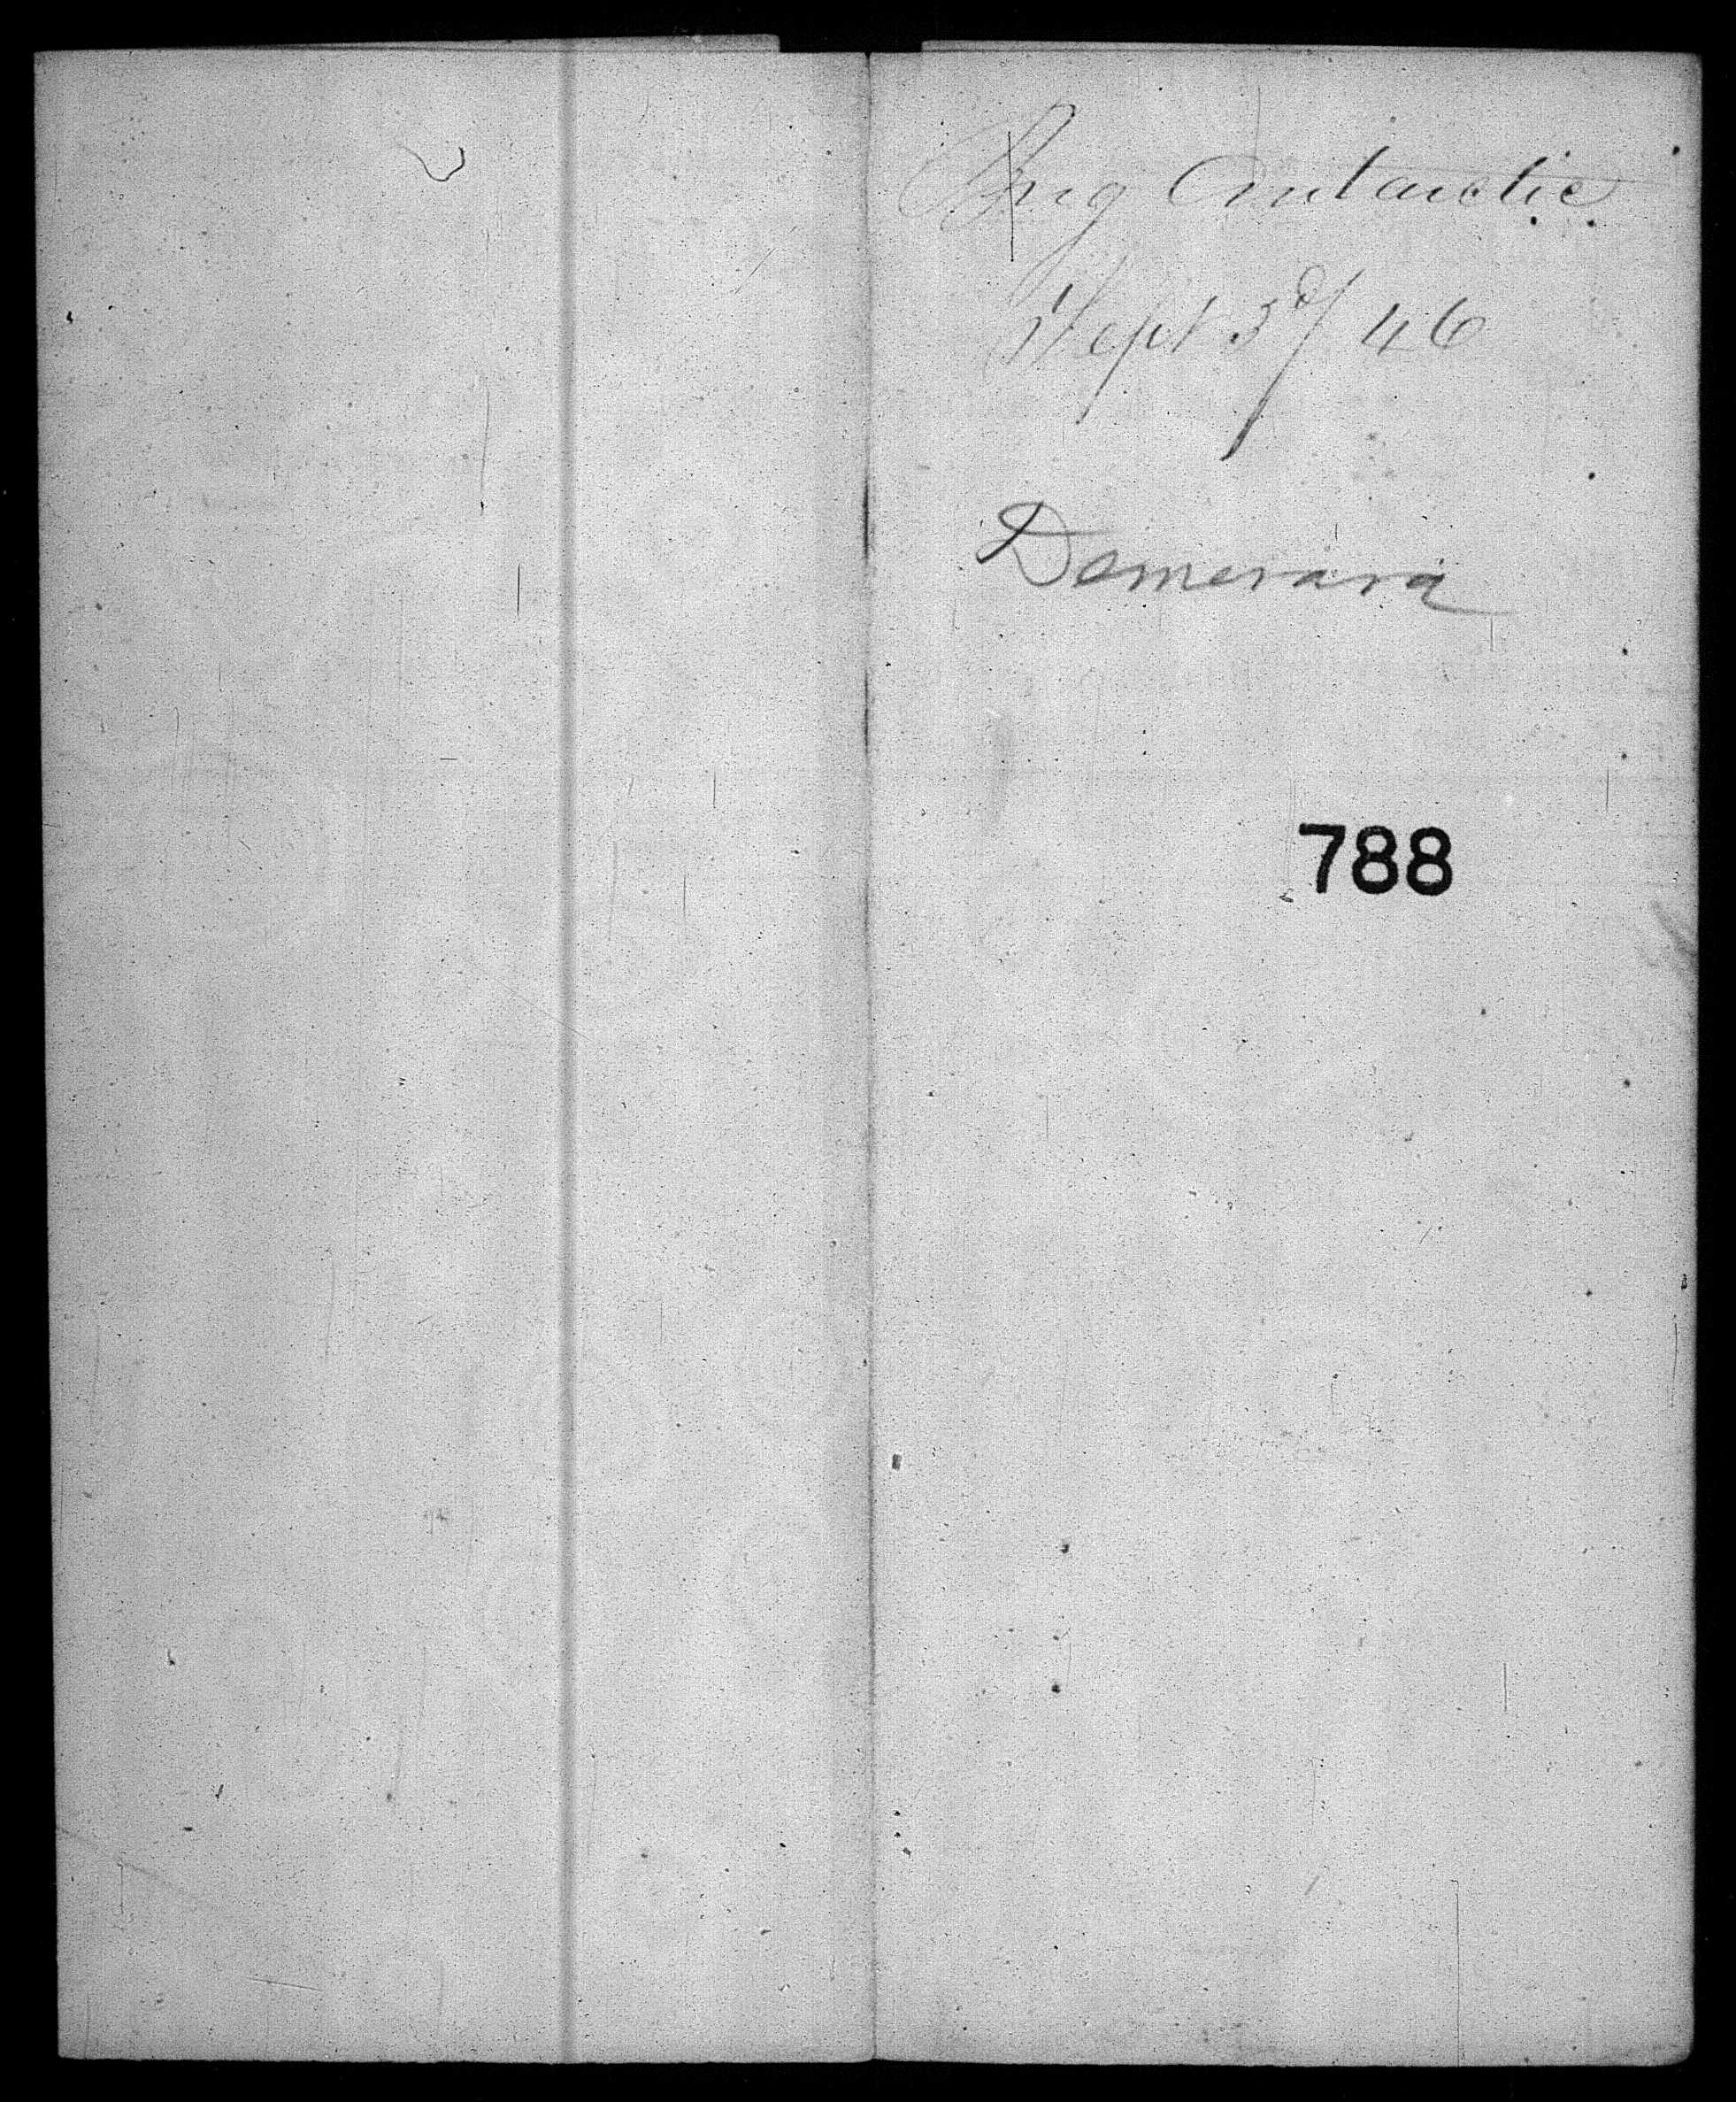 Brig Antarctic
Sept 3d/46
Demerara
788